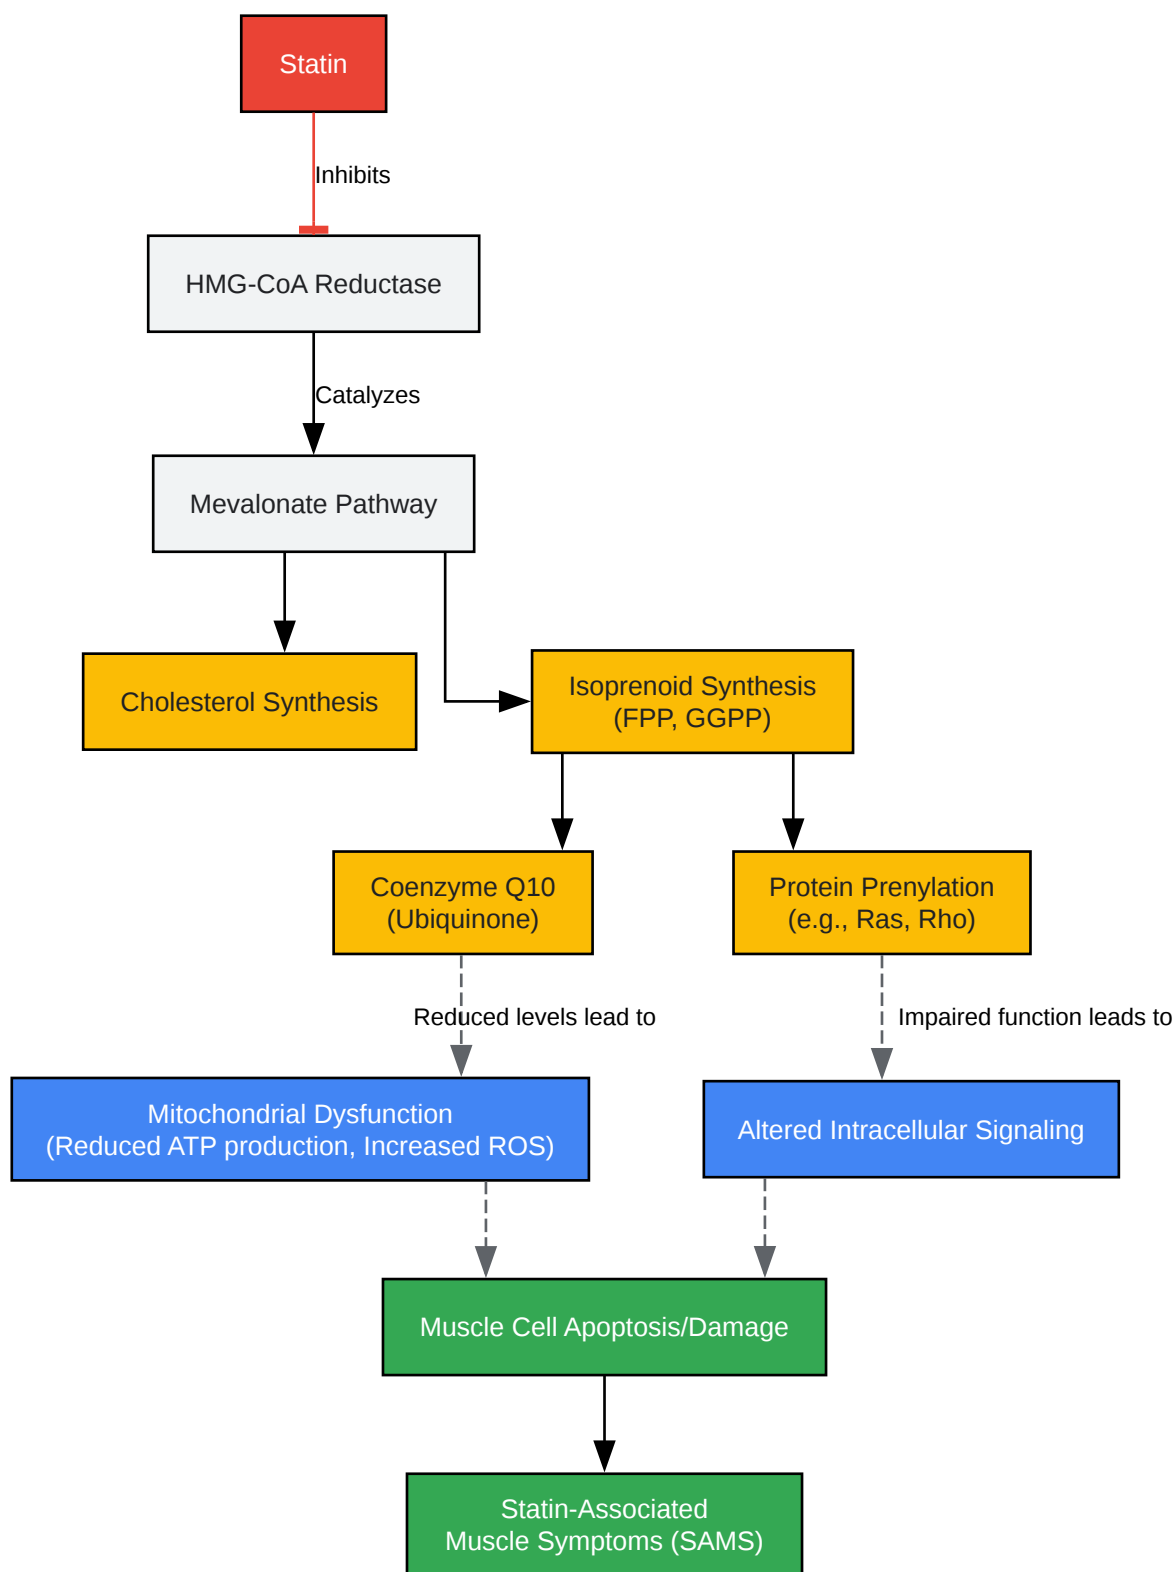 Statin
Inhibits
HMG-CoA Reductase
Catalyzes
Mevalonate Pathway
Cholesterol Synthesis
Isoprenoid Synthesis
(FPP, GGPP)
Coenzyme Q10
(Ubiquinone)
Protein Prenylation
(e.g., Ras, Rho)
Reduced levels lead to
Impaired function leads to
Mitochondrial Dysfunction
(Reduced ATP production, Increased ROS)
Altered Intracellular Signaling
Muscle Cell Apoptosis/Damage
Statin-Associated
Muscle Symptoms (SAMS)